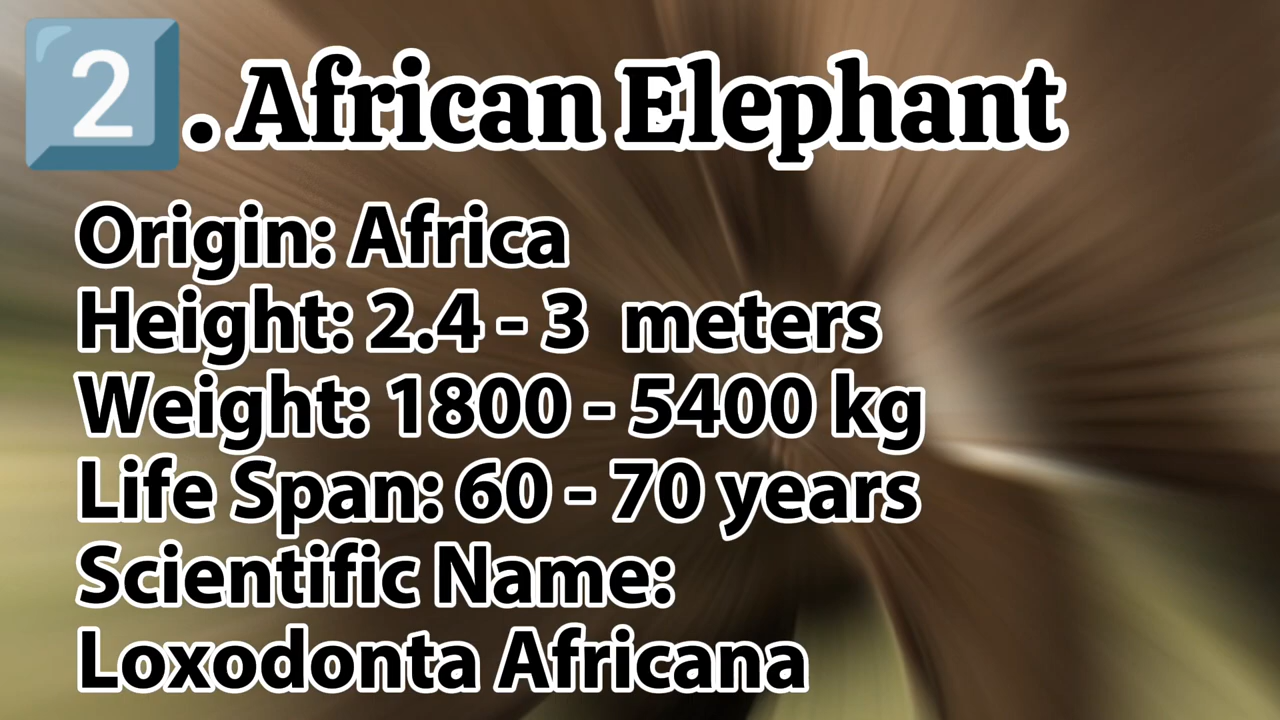 2️⃣. African Elephant
Origin: Africa
Height: 2.4 - 3 meters
Weight: 1800 - 5400 kg
Life Span: 60 - 70 years
Scientific Name:
Loxodonta Africana